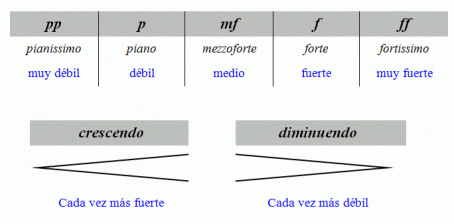 pp p mf f ff
pianissimo piano mezzoforte forte fortissimo
muy débil débil medio fuerte muy fuerte
crescendo diminuendo
Cada vez más fuerte Cada vez más débil